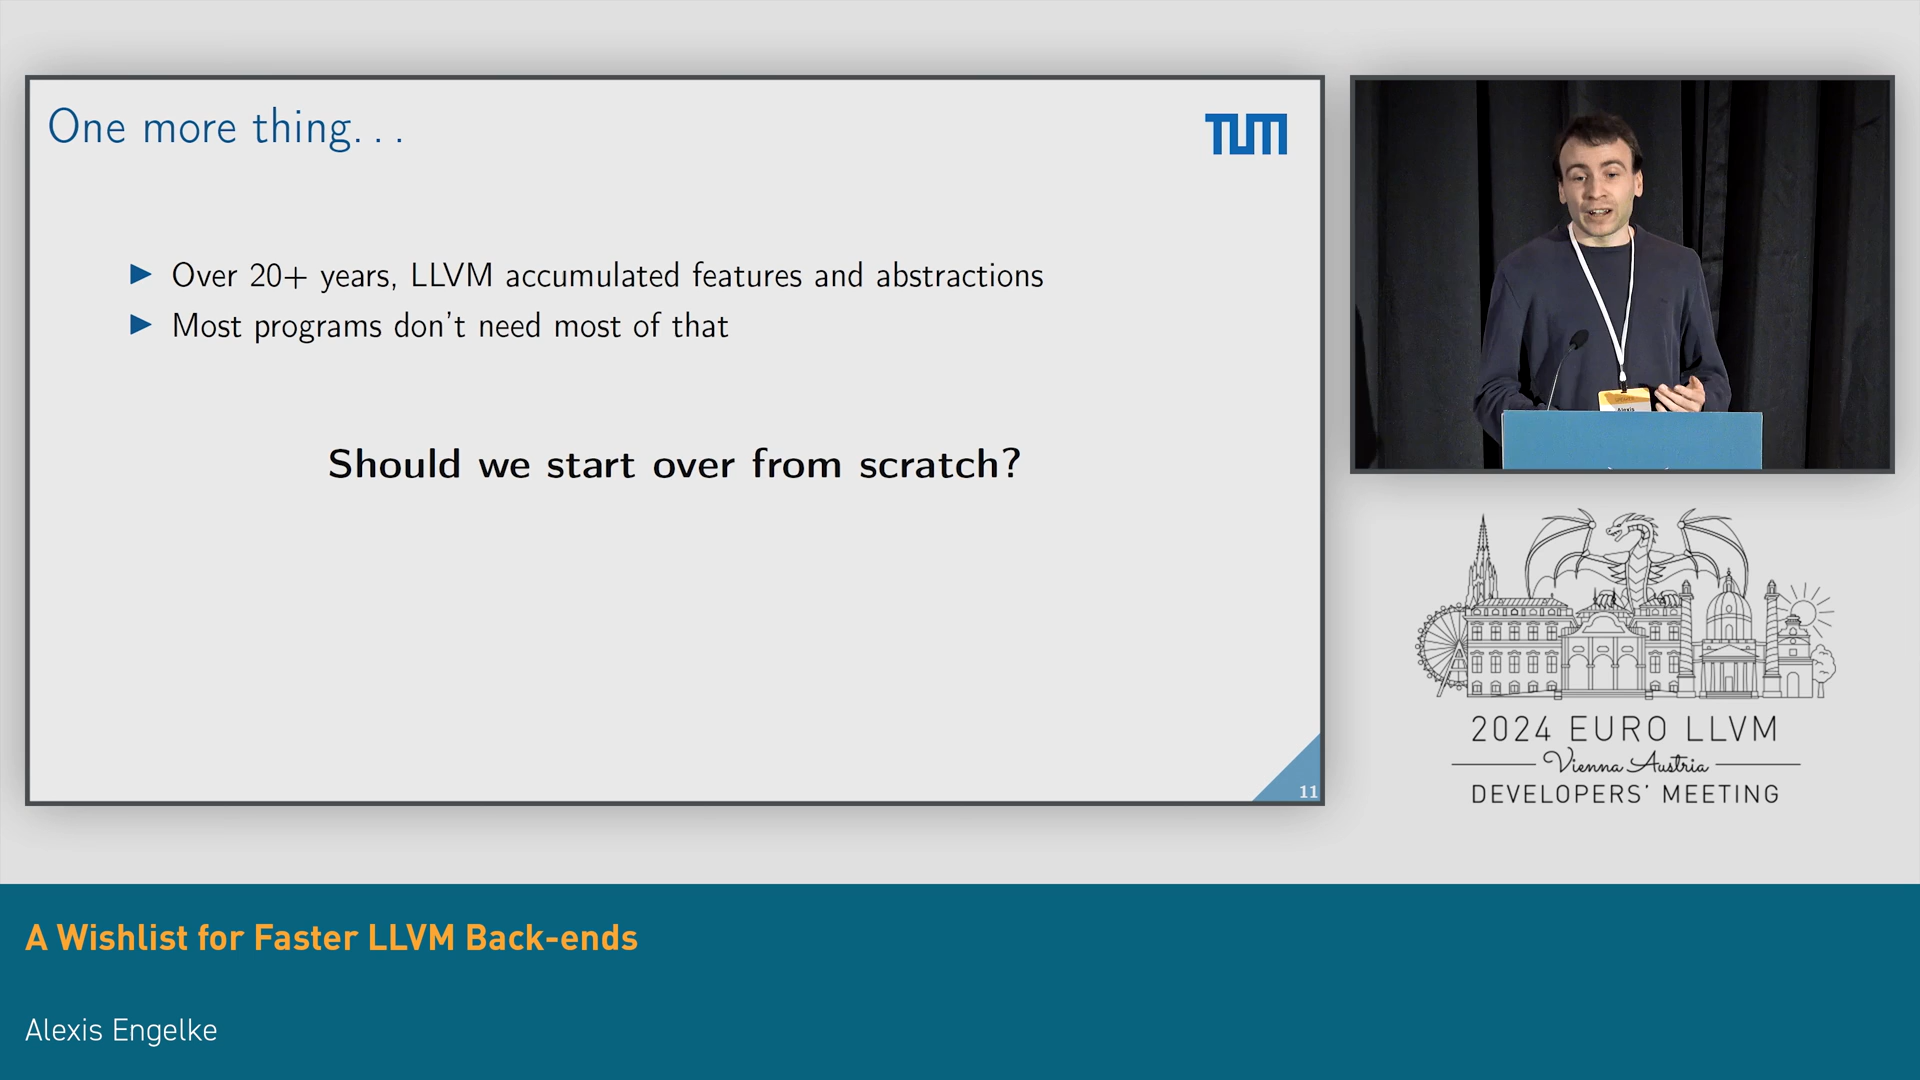 One more thing. . .
TUM
Over 20+ years, LLVM accumulated features and abstractions
Most programs don't need most of that
Should we start over from scratch?
11
Alexis
2024 EURO LLVM
Vienna Austria
DEVELOPERS' MEETING
A Wishlist for Faster LLVM Back-ends
Alexis Engelke